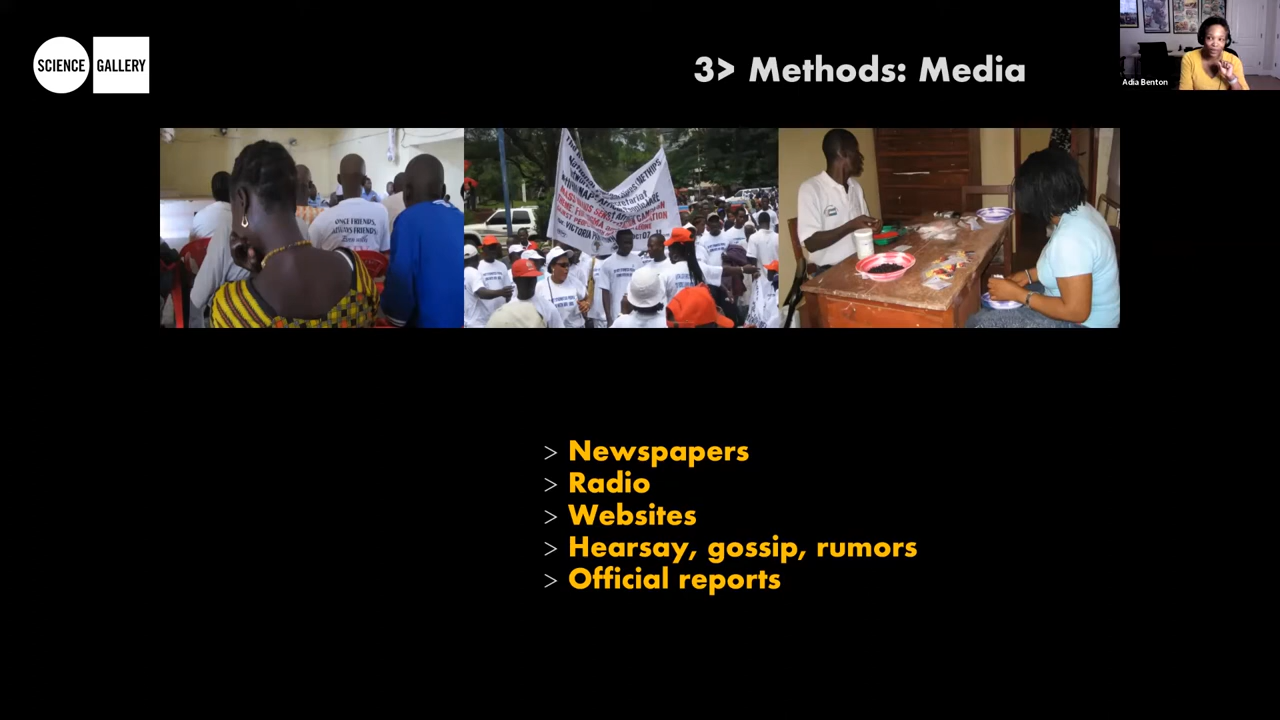 SCIENCE GALLERY
3> Methods: Media
Adia Benton
ONCE FRIENDS,
ALWAYS FRIENDS.
> Newspapers
> Radio
> Websites
> Hearsay, gossip, rumors
> Official reports